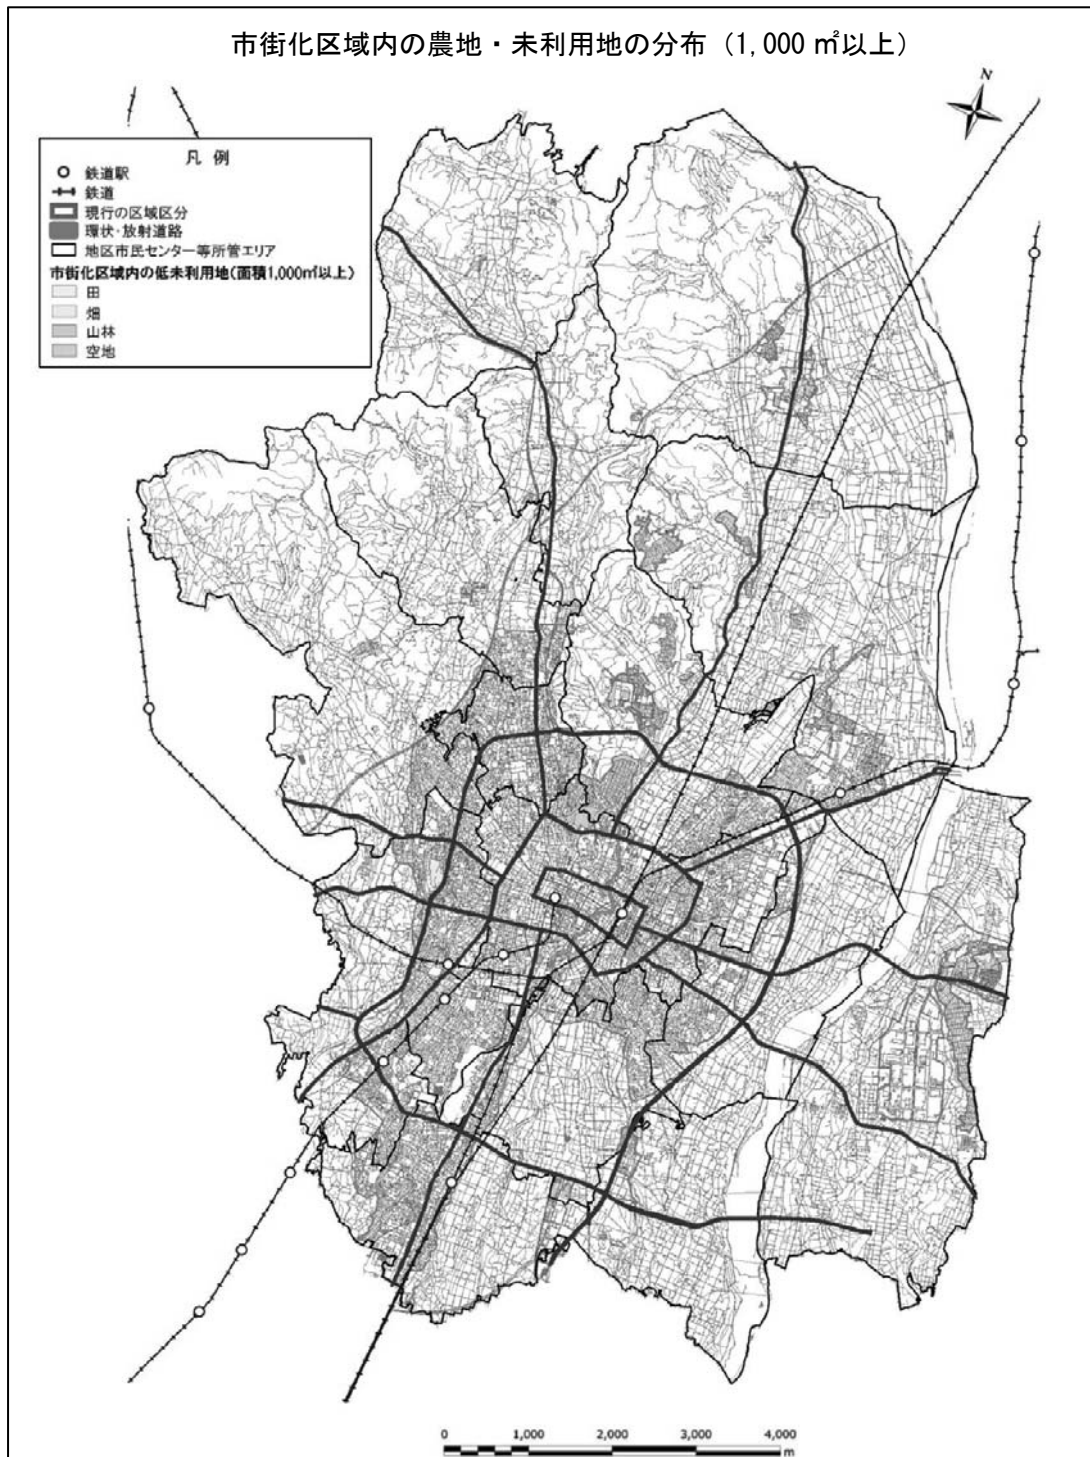 市街化区域内の農地・未利用地の分布（1,000 ㎡以上）
N
凡 例
鉄道駅
鉄道
現行の区域区分
環状・放射道路
地区市民センター等所管エリア
市街化区域内の低未利用地(面積1,000㎡以上)
田
畑
山林
空地
0 1,000 2,000 3,000 4,000
m